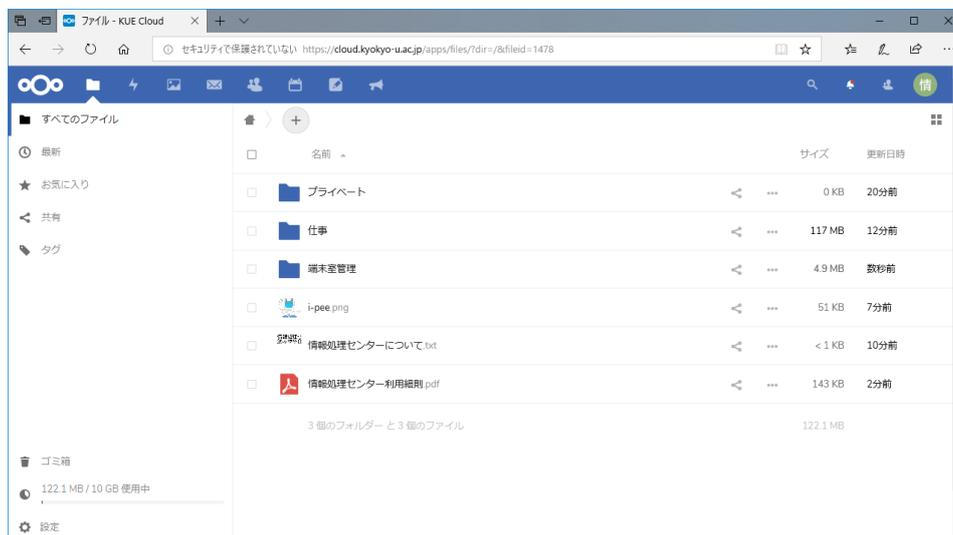 ファイル - KUE Cloud
セキュリティで保護されていない https://cloud.kyokyo-u.ac.jp/apps/files/?dir=/&fileid=1478
情
すべてのファイル
最新
お気に入り
共有
タグ
名前 サイズ 更新日時
プライベート 0 KB 20分前
仕事 117 MB 12分前
端末室管理 4.9 MB 数秒前
i-pee.png 51 KB 7分前
情報処理センターについて.txt < 1 KB 10分前
情報処理センター利用細則.pdf 143 KB 2分前
3 個のフォルダー と 3 個のファイル 122.1 MB
ゴミ箱
122.1 MB / 10 GB 使用中
設定